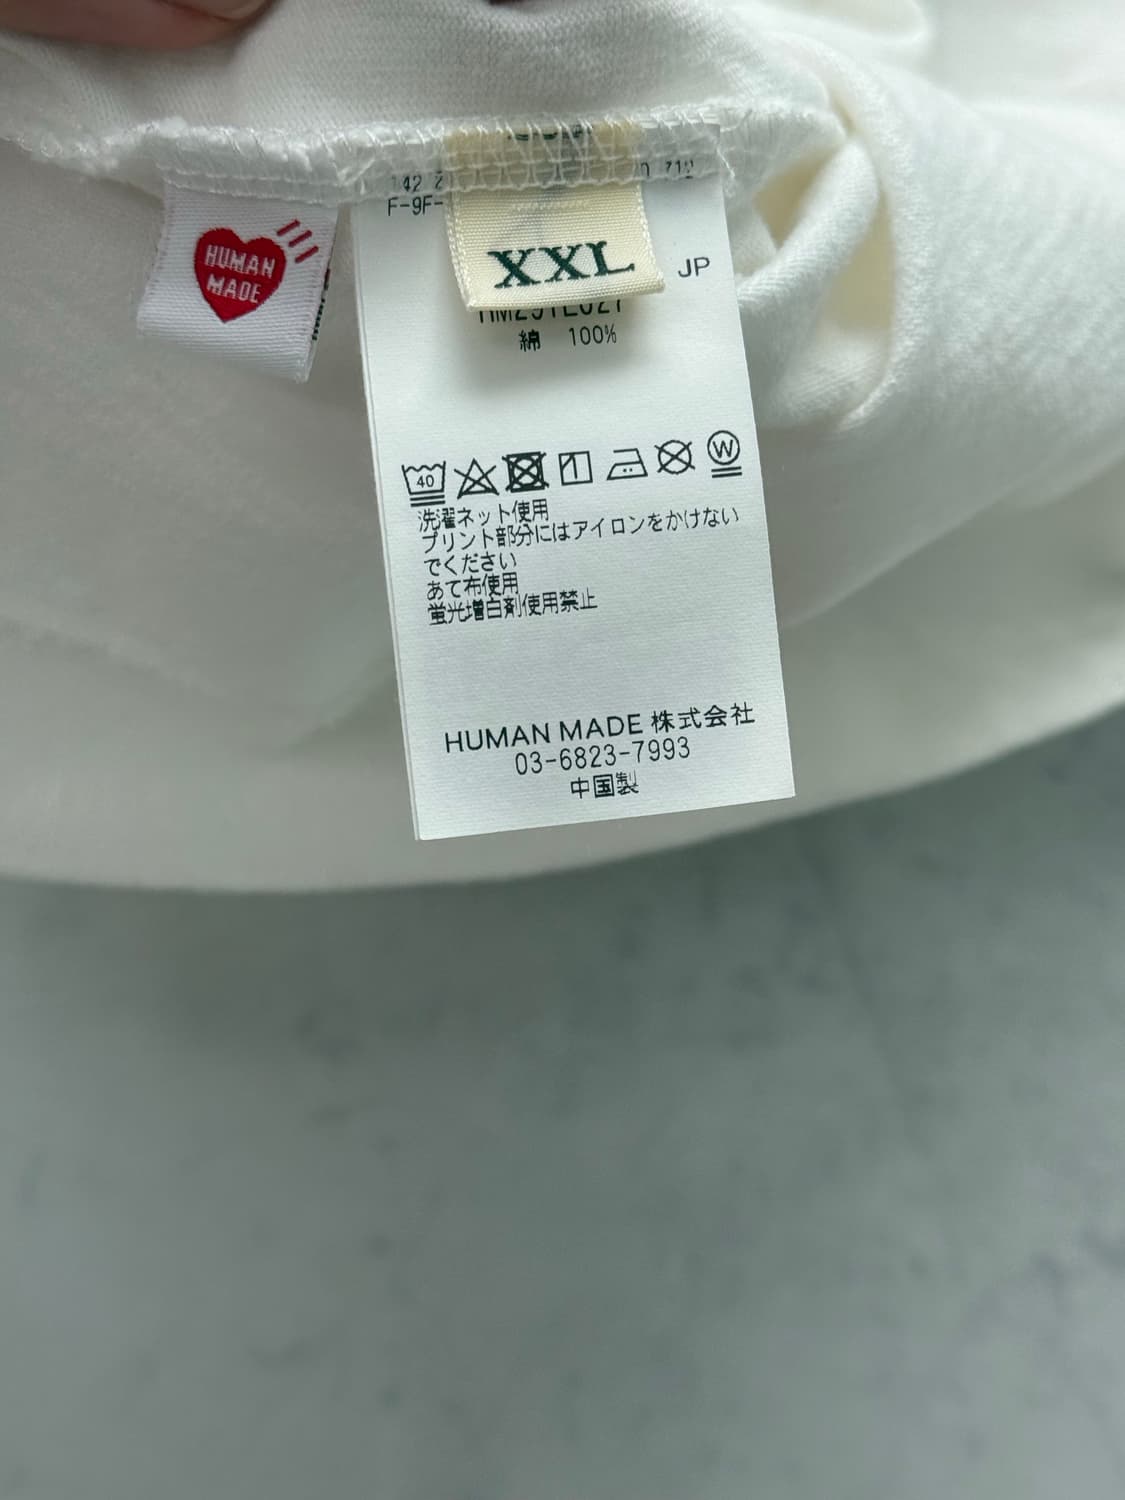 HUMAN
MADE
XXL
JP
綿 100%
40
W
洗濯ネット使用
プリント部分にはアイロンをかけない
でください
あて布使用
蛍光増白剤使用禁止
HUMAN MADE 株式会社
03-6823-7993
中国製